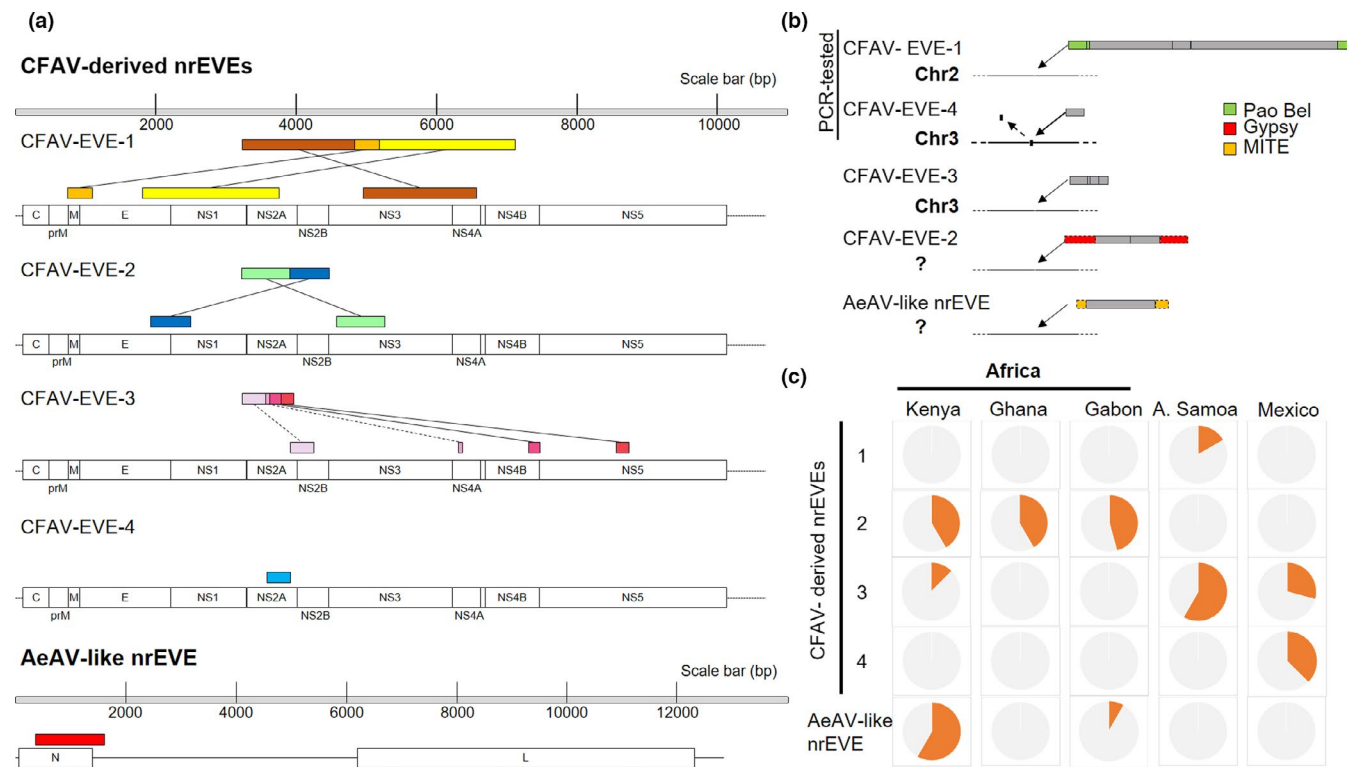 (a)
CFAV-derived nrEVEs
Scale bar (bp)
2000 4000 6000 8000 10000
CFAV-EVE-1
C prM M E NS1 NS2A NS2B NS3 NS4A NS4B NS5
CFAV-EVE-2
C prM M E NS1 NS2A NS2B NS3 NS4A NS4B NS5
CFAV-EVE-3
C prM M E NS1 NS2A NS2B NS3 NS4A NS4B NS5
CFAV-EVE-4
C prM M E NS1 NS2A NS2B NS3 NS4A NS4B NS5
AeAV-like nrEVE
Scale bar (bp)
2000 4000 6000 8000 10000 12000
N L
(b)
PCR-tested
CFAV- EVE-1
Chr2
CFAV-EVE-4
Chr3
CFAV-EVE-3
Chr3
CFAV-EVE-2
?
AeAV-like nrEVE
?
Pao Bel
Gypsy
MITE
(c)
Africa
Kenya Ghana Gabon A. Samoa Mexico
CFAV- derived nrEVEs
1
2
3
4
AeAV-like
nrEVE